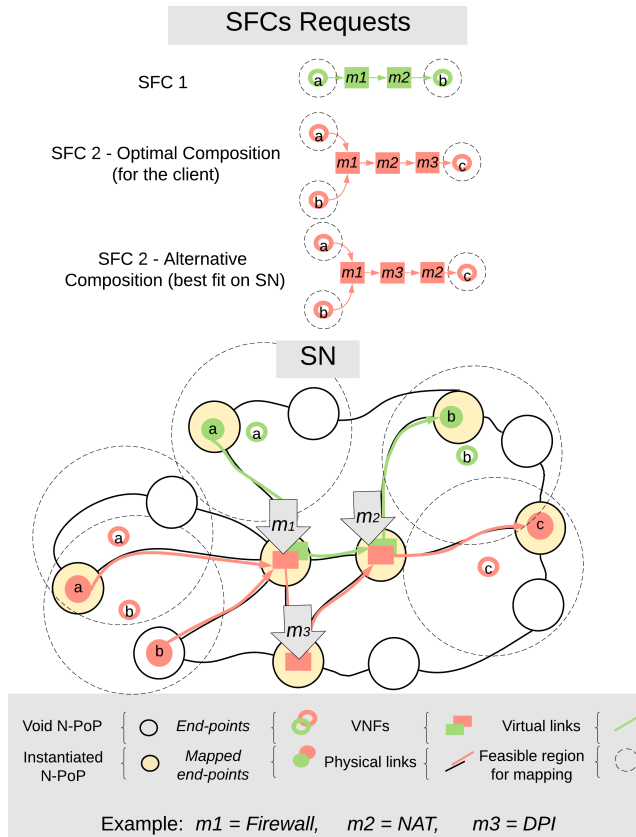 SFCs Requests
SFC 1
a m1 m2 b
SFC 2 - Optimal Composition
(for the client)
a
m1 m2 m3 c
b
SFC 2 - Alternative
Composition (best fit on SN)
a
m1 m3 m2 c
b
SN
a a
b
b
m1
m2
c
a
c
a
b
b
m3
Void N-PoP End-points VNFs Virtual links
Instantiated
N-PoP
Mapped
end-points
Physical links
Feasible region
for mapping
Example: m1 = Firewall, m2 = NAT, m3 = DPI